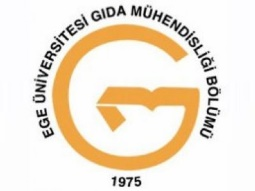 EGE ÜNİVERSİTESİ GIDA MÜHENDİSLİĞİ BÖLÜMÜ
1975